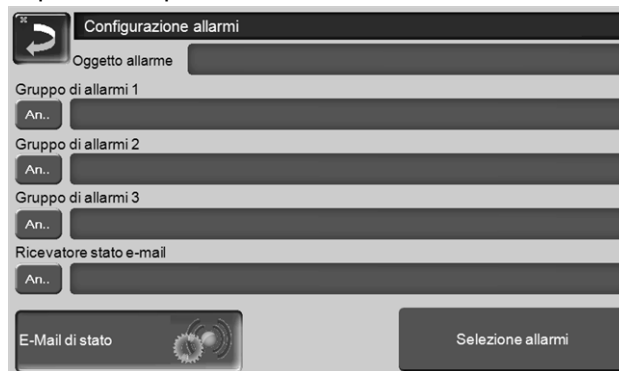 Configurazione allarmi
Oggetto allarme
Gruppo di allarmi 1
An..
Gruppo di allarmi 2
An..
Gruppo di allarmi 3
An..
Ricevatore stato e-mail
An..
E-Mail di stato
Selezione allarmi